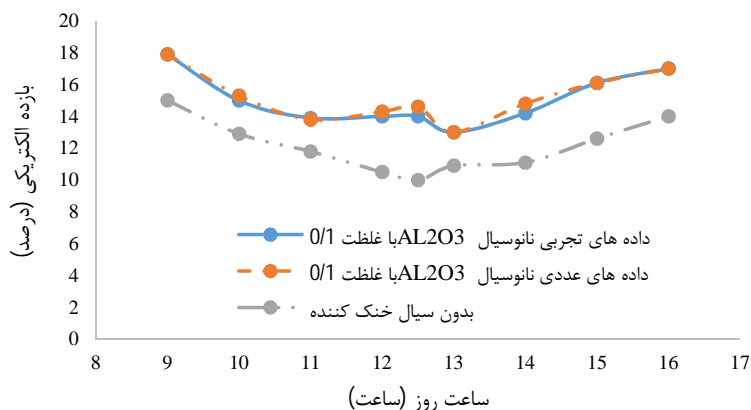 20
18
16
14
12
10
8
6
4
2
0
بازده الکتریکی (درصد)
داده های تجربی نانوسیال AL2O3با غلظت 0/1
داده های عددی نانوسیال AL2O3با غلظت 0/1
بدون سیال خنک کننده
8 9 10 11 12 13 14 15 16 17
ساعت روز (ساعت)